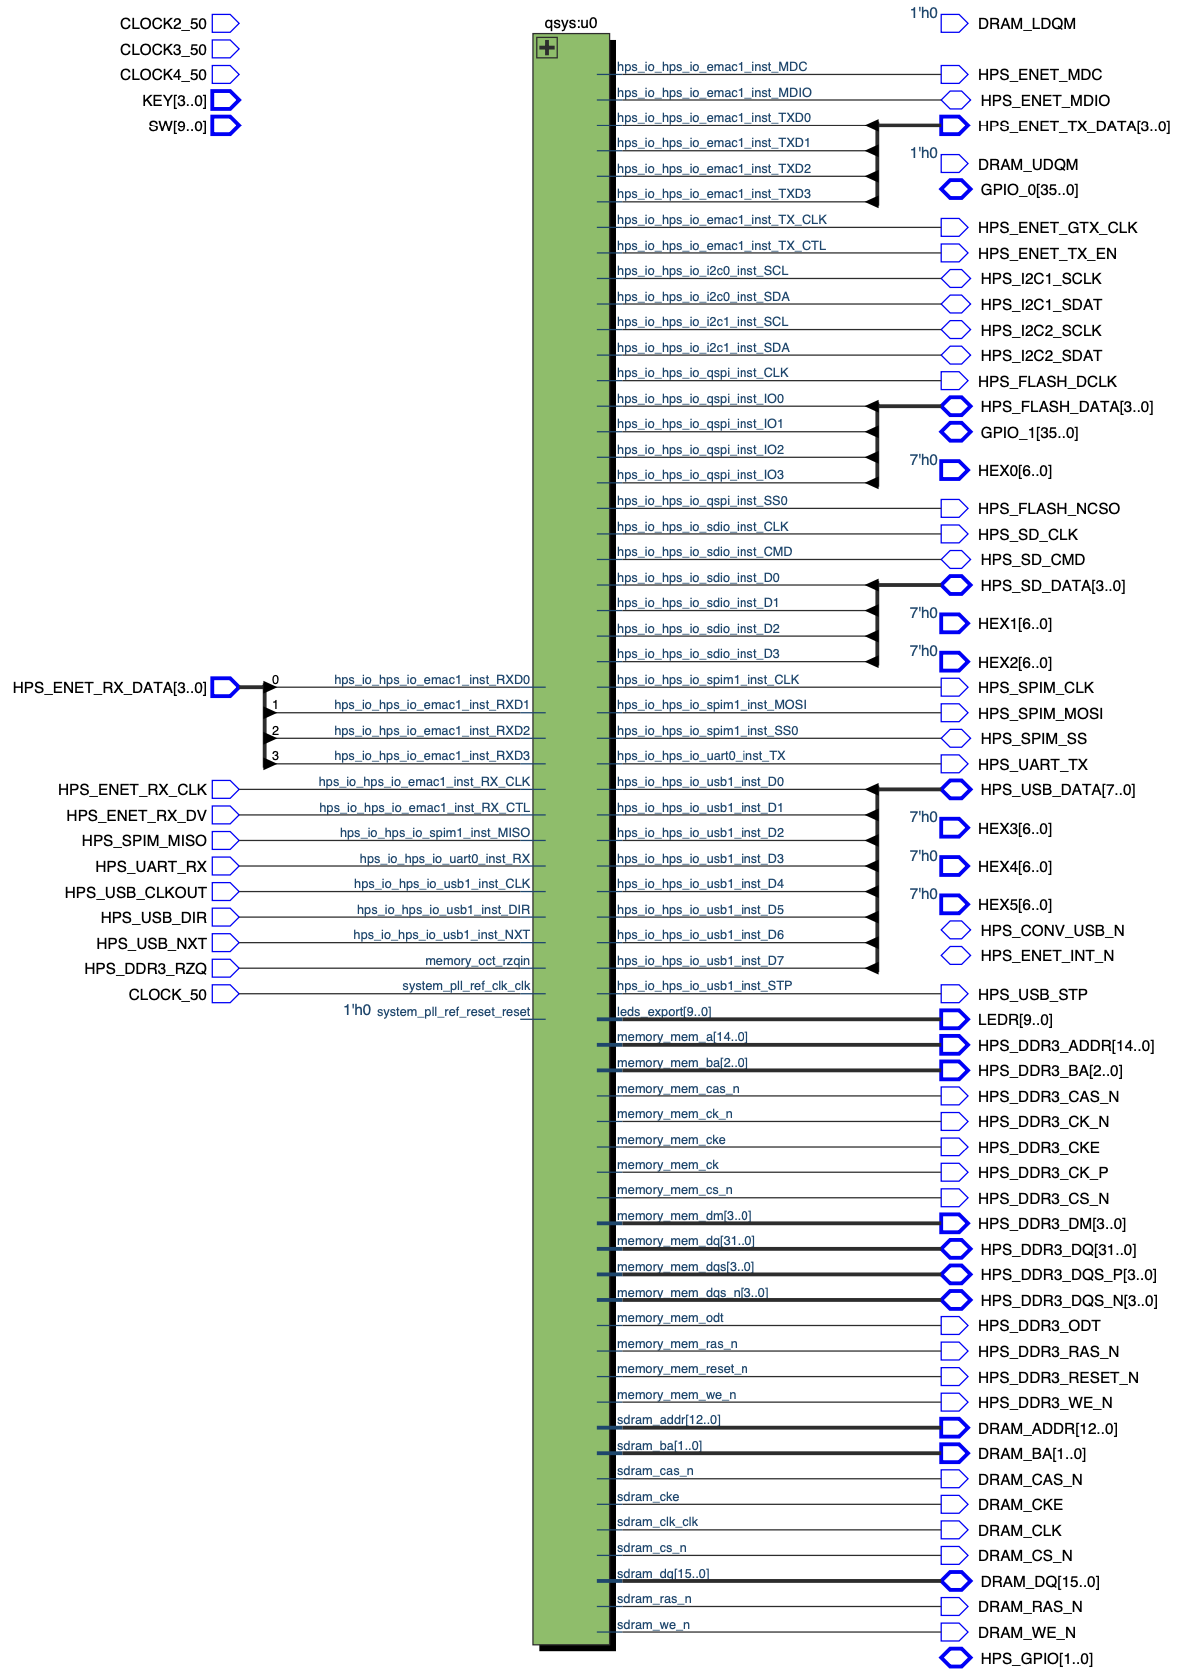 CLOCK2_50
CLOCK3_50
CLOCK4_50
KEY[3..0]
SW[9..0]
HPS_ENET_RX_DATA[3..0]
HPS_ENET_RX_CLK
HPS_ENET_RX_DV
HPS_SPIM_MISO
HPS_UART_RX
HPS_USB_CLKOUT
HPS_USB_DIR
HPS_USB_NXT
HPS_DDR3_RZQ
CLOCK_50
0
1
2
3
hps_io_hps_io_emac1_inst_RXD0
hps_io_hps_io_emac1_inst_RXD1
hps_io_hps_io_emac1_inst_RXD2
hps_io_hps_io_emac1_inst_RXD3
hps_io_hps_io_emac1_inst_RX_CLK
hps_io_hps_io_emac1_inst_RX_CTL
hps_io_hps_io_spim1_inst_MISO
hps_io_hps_io_uart0_inst_RX
hps_io_hps_io_usb1_inst_CLK
hps_io_hps_io_usb1_inst_DIR
hps_io_hps_io_usb1_inst_NXT
memory_oct_rzqin
system_pll_ref_clk_clk
1'h0 system_pll_ref_reset_reset
qsys:u0
hps_io_hps_io_emac1_inst_MDC
hps_io_hps_io_emac1_inst_MDIO
hps_io_hps_io_emac1_inst_TXD0
hps_io_hps_io_emac1_inst_TXD1
hps_io_hps_io_emac1_inst_TXD2
hps_io_hps_io_emac1_inst_TXD3
hps_io_hps_io_emac1_inst_TX_CLK
hps_io_hps_io_emac1_inst_TX_CTL
hps_io_hps_io_i2c0_inst_SCL
hps_io_hps_io_i2c0_inst_SDA
hps_io_hps_io_i2c1_inst_SCL
hps_io_hps_io_i2c1_inst_SDA
hps_io_hps_io_qspi_inst_CLK
hps_io_hps_io_qspi_inst_IO0
hps_io_hps_io_qspi_inst_IO1
hps_io_hps_io_qspi_inst_IO2
hps_io_hps_io_qspi_inst_IO3
hps_io_hps_io_qspi_inst_SS0
hps_io_hps_io_sdio_inst_CLK
hps_io_hps_io_sdio_inst_CMD
hps_io_hps_io_sdio_inst_D0
hps_io_hps_io_sdio_inst_D1
hps_io_hps_io_sdio_inst_D2
hps_io_hps_io_sdio_inst_D3
hps_io_hps_io_spim1_inst_CLK
hps_io_hps_io_spim1_inst_MOSI
hps_io_hps_io_spim1_inst_SS0
hps_io_hps_io_uart0_inst_TX
hps_io_hps_io_usb1_inst_D0
hps_io_hps_io_usb1_inst_D1
hps_io_hps_io_usb1_inst_D2
hps_io_hps_io_usb1_inst_D3
hps_io_hps_io_usb1_inst_D4
hps_io_hps_io_usb1_inst_D5
hps_io_hps_io_usb1_inst_D6
hps_io_hps_io_usb1_inst_D7
hps_io_hps_io_usb1_inst_STP
leds_export[9..0]
memory_mem_a[14..0]
memory_mem_ba[2..0]
memory_mem_cas_n
memory_mem_ck_n
memory_mem_cke
memory_mem_ck
memory_mem_cs_n
memory_mem_dm[3..0]
memory_mem_dq[31..0]
memory_mem_dqs[3..0]
memory_mem_dqs_n[3..0]
memory_mem_odt
memory_mem_ras_n
memory_mem_reset_n
memory_mem_we_n
sdram_addr[12..0]
sdram_ba[1..0]
sdram_cas_n
sdram_cke
sdram_clk_clk
sdram_cs_n
sdram_dq[15..0]
sdram_ras_n
sdram_we_n
1'h0 DRAM_LDQM
HPS_ENET_MDC
HPS_ENET_MDIO
HPS_ENET_TX_DATA[3..0]
1'h0 DRAM_UDQM
GPIO_0[35..0]
HPS_ENET_GTX_CLK
HPS_ENET_TX_EN
HPS_I2C1_SCLK
HPS_I2C1_SDAT
HPS_I2C2_SCLK
HPS_I2C2_SDAT
HPS_FLASH_DCLK
HPS_FLASH_DATA[3..0]
GPIO_1[35..0]
7'h0 HEX0[6..0]
HPS_FLASH_NCSO
HPS_SD_CLK
HPS_SD_CMD
HPS_SD_DATA[3..0]
7'h0 HEX1[6..0]
7'h0 HEX2[6..0]
HPS_SPIM_CLK
HPS_SPIM_MOSI
HPS_SPIM_SS
HPS_UART_TX
HPS_USB_DATA[7..0]
7'h0 HEX3[6..0]
7'h0 HEX4[6..0]
7'h0 HEX5[6..0]
HPS_CONV_USB_N
HPS_ENET_INT_N
HPS_USB_STP
LEDR[9..0]
HPS_DDR3_ADDR[14..0]
HPS_DDR3_BA[2..0]
HPS_DDR3_CAS_N
HPS_DDR3_CK_N
HPS_DDR3_CKE
HPS_DDR3_CK_P
HPS_DDR3_CS_N
HPS_DDR3_DM[3..0]
HPS_DDR3_DQ[31..0]
HPS_DDR3_DQS_P[3..0]
HPS_DDR3_DQS_N[3..0]
HPS_DDR3_ODT
HPS_DDR3_RAS_N
HPS_DDR3_RESET_N
HPS_DDR3_WE_N
DRAM_ADDR[12..0]
DRAM_BA[1..0]
DRAM_CAS_N
DRAM_CKE
DRAM_CLK
DRAM_CS_N
DRAM_DQ[15..0]
DRAM_RAS_N
DRAM_WE_N
HPS_GPIO[1..0]